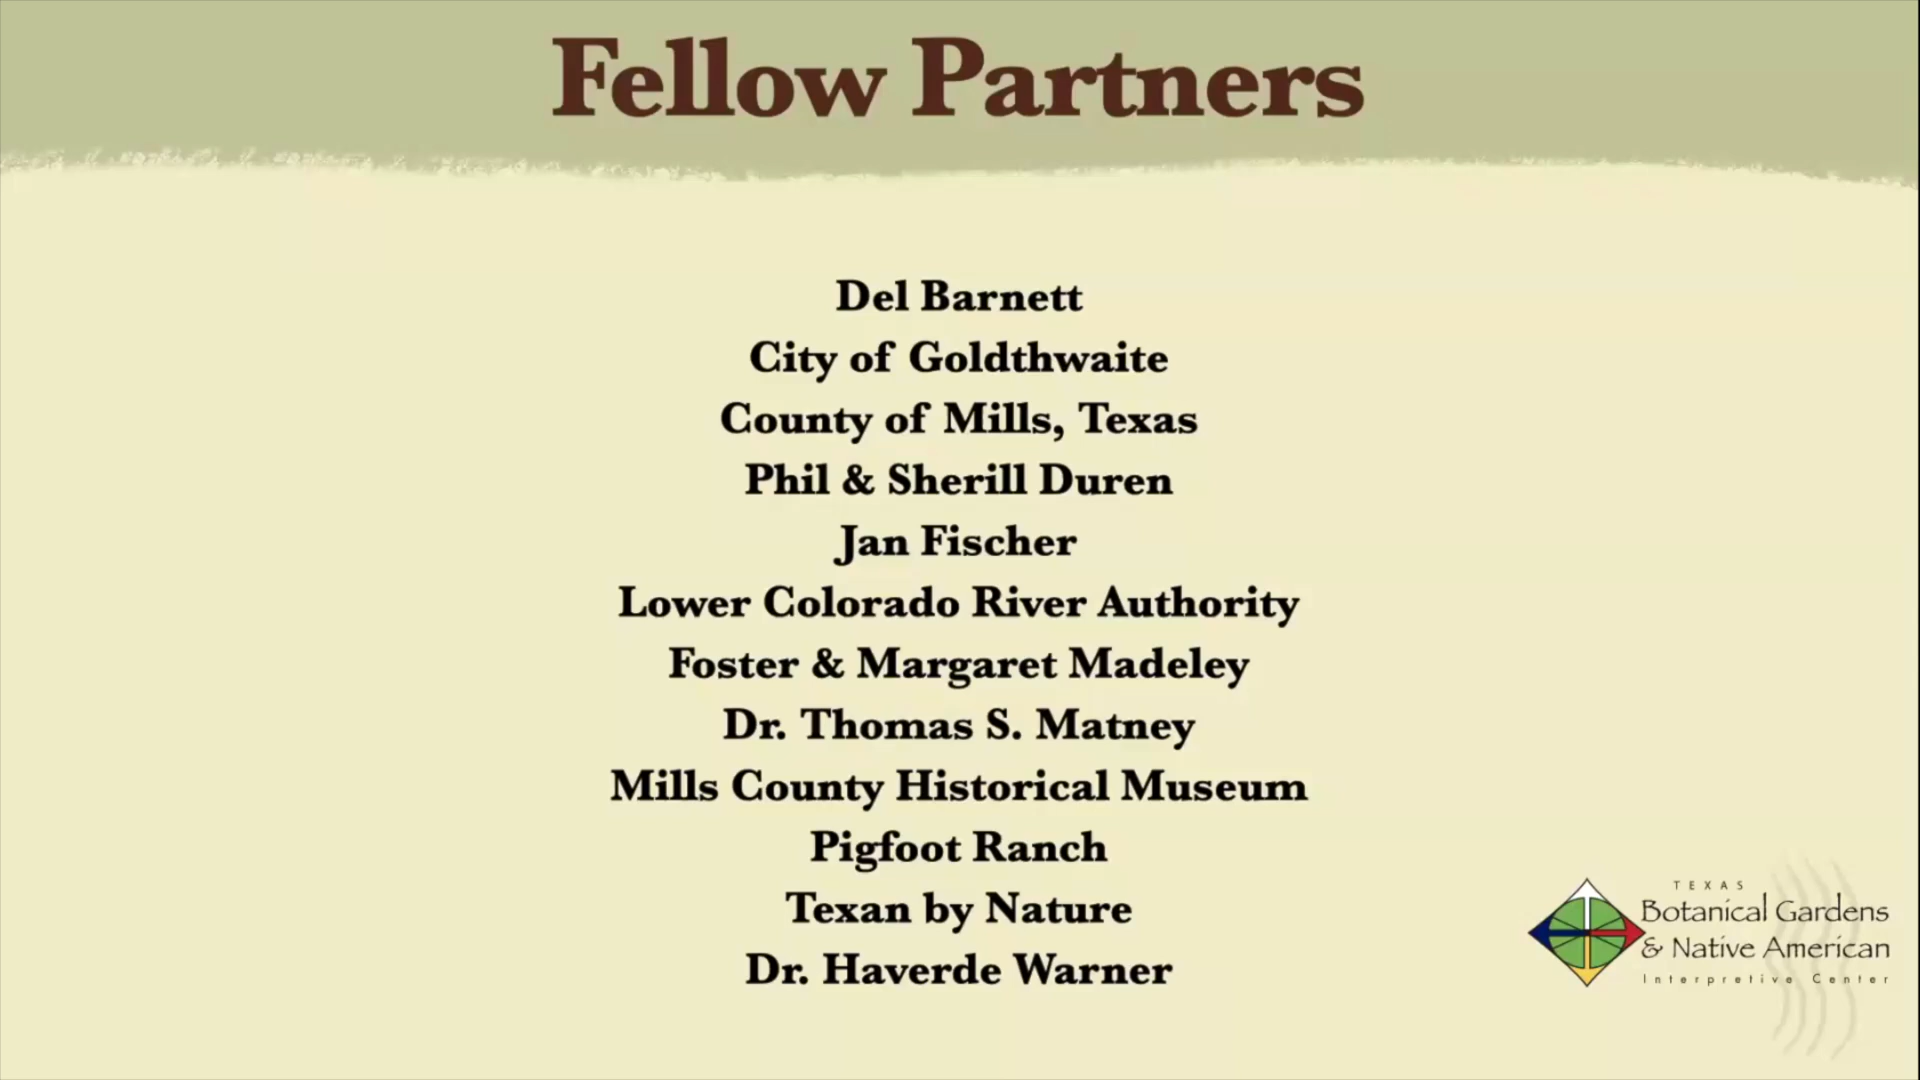 Fellow Partners
Del Barnett
City of Goldthwaite
County of Mills, Texas
Phil & Sherill Duren
Jan Fischer
Lower Colorado River Authority
Foster & Margaret Madeley
Dr. Thomas S. Matney
Mills County Historical Museum
Pigfoot Ranch
Texan by Nature
Dr. Haverde Warner
TEXAS
Botanical Gardens
& Native American
Interpretive Center